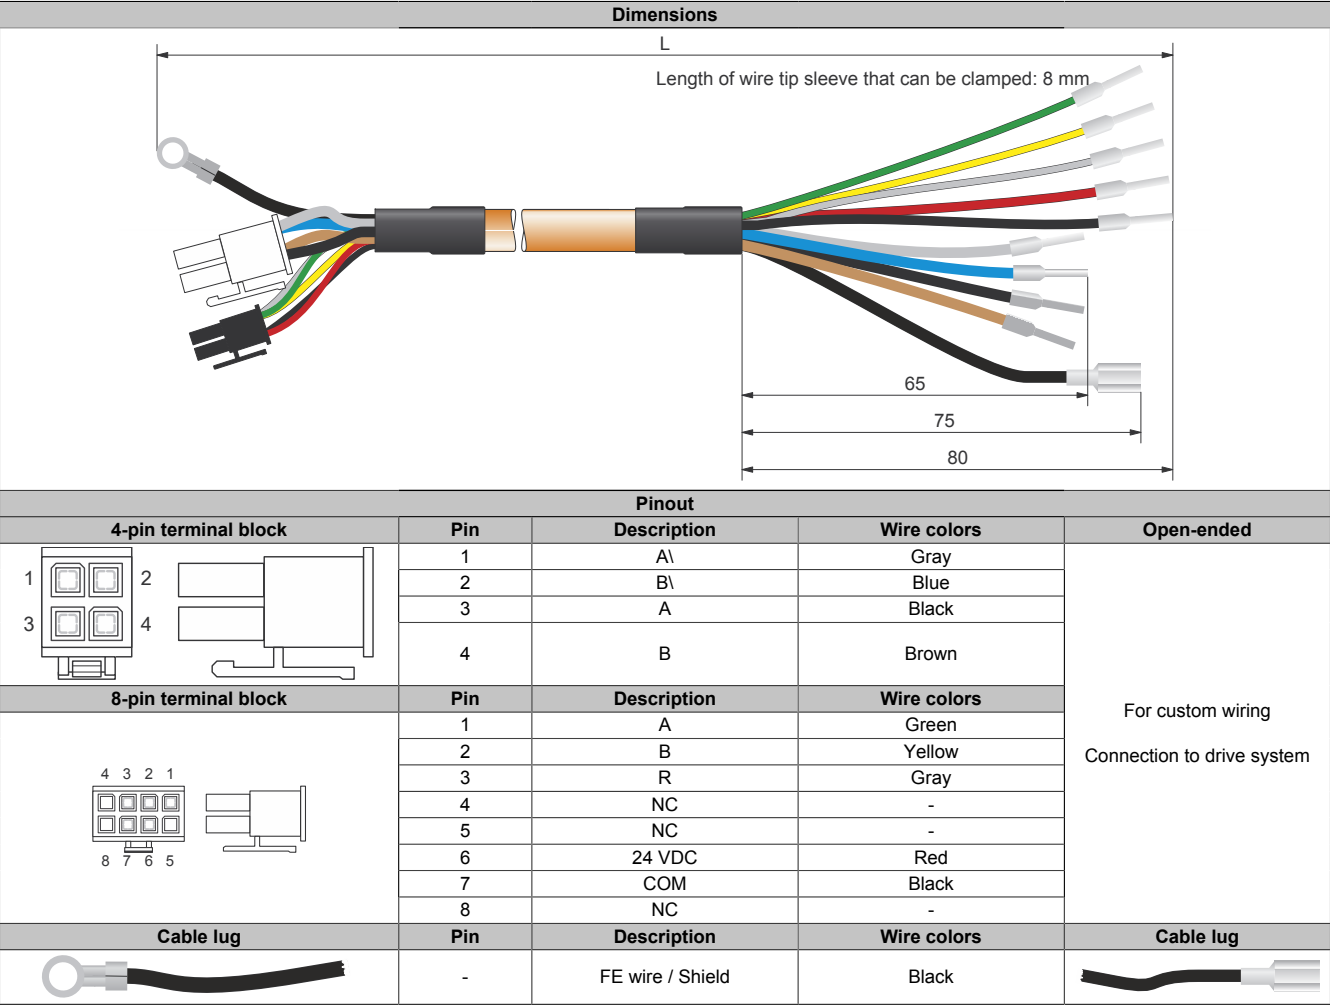 Dimensions
L
Length of wire tip sleeve that can be clamped: 8 mm
65
75
80
Pinout
4-pin terminal block Pin Description Wire colors Open-ended
1 2
3 4
1 A\ Gray
2 B\ Blue
3 A Black
4 B Brown
8-pin terminal block Pin Description Wire colors
For custom wiring
Connection to drive system
4 3 2 1
8 7 6 5
1 A Green
2 B Yellow
3 R Gray
4 NC -
5 NC -
6 24 VDC Red
7 COM Black
8 NC -
Cable lug Pin Description Wire colors Cable lug
- FE wire / Shield Black